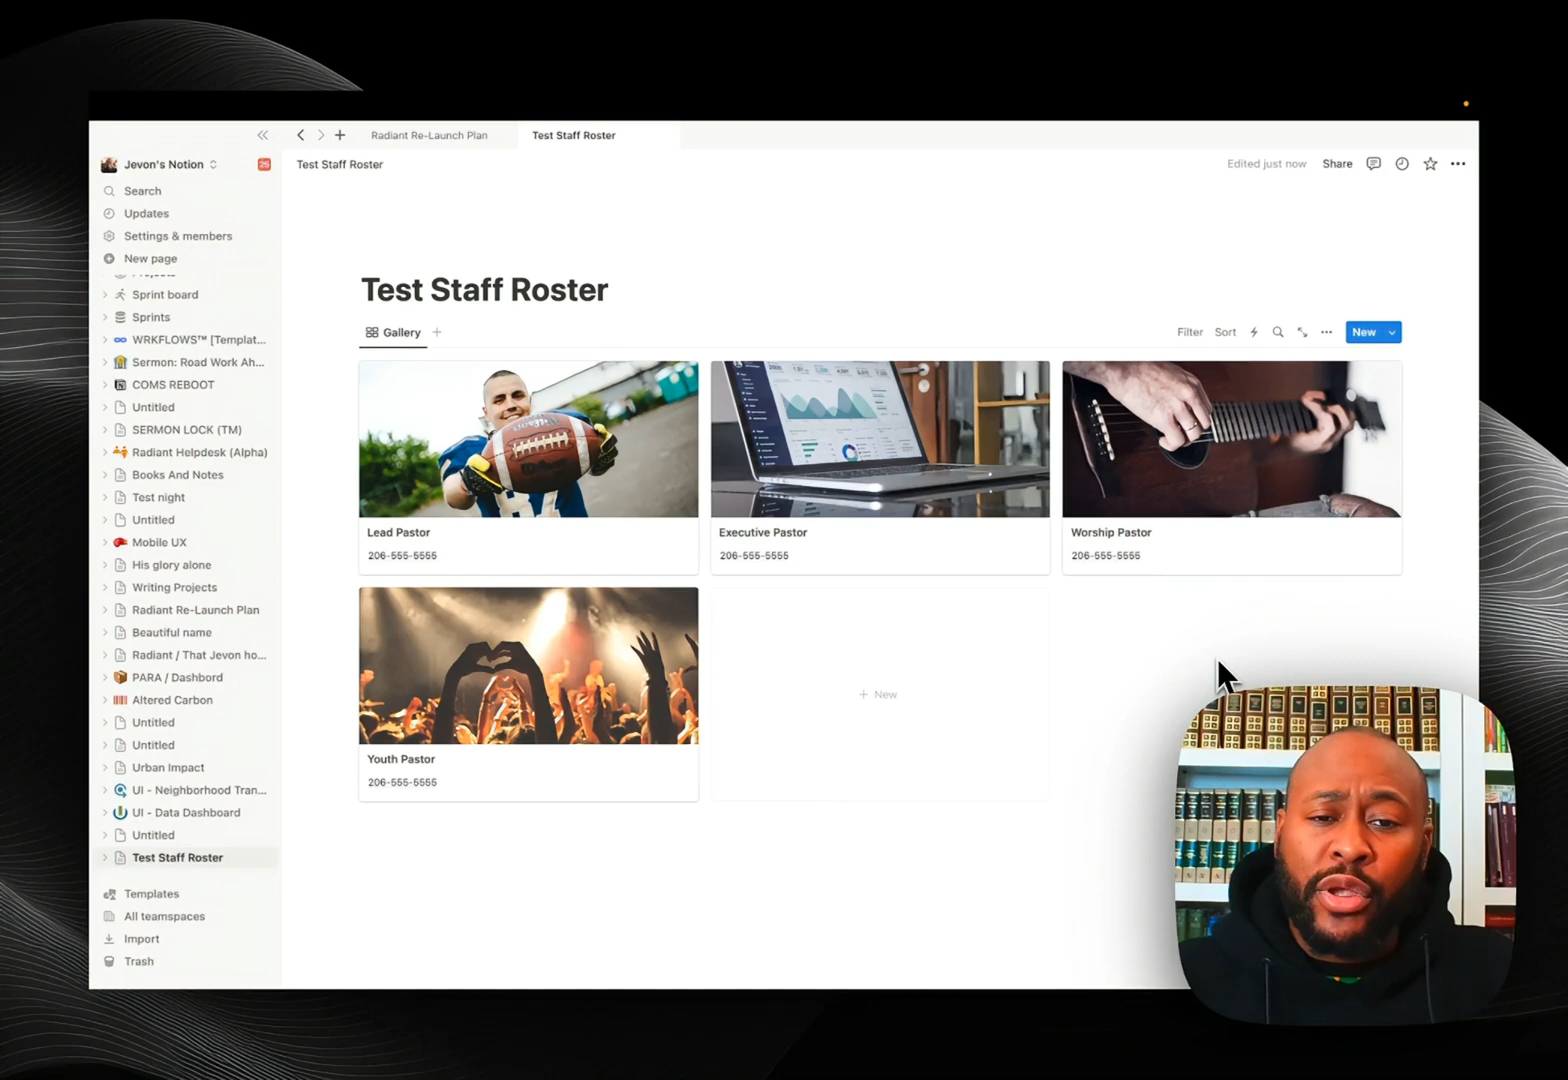 Radiant Re-Launch Plan
Test Staff Roster
Jevon's Notion
25
Test Staff Roster
Edited just now
Share
Search
Updates
Settings & members
New page
Projects
Sprint board
Sprints
WRKFLOWS™ [Templat...
Sermon: Road Work Ah...
COMS REBOOT
Untitled
SERMON LOCK (TM)
Radiant Helpdesk (Alpha)
Books And Notes
Test night
Untitled
Mobile UX
His glory alone
Writing Projects
Radiant Re-Launch Plan
Beautiful name
Radiant / That Jevon ho...
PARA / Dashbord
Altered Carbon
Untitled
Untitled
Urban Impact
UI - Neighborhood Tran...
UI - Data Dashboard
Untitled
Test Staff Roster
Templates
All teamspaces
Import
Trash
Test Staff Roster
Gallery
Filter
Sort
New
Lead Pastor
206-555-5555
Executive Pastor
206-555-5555
Worship Pastor
206-555-5555
Youth Pastor
206-555-5555
New